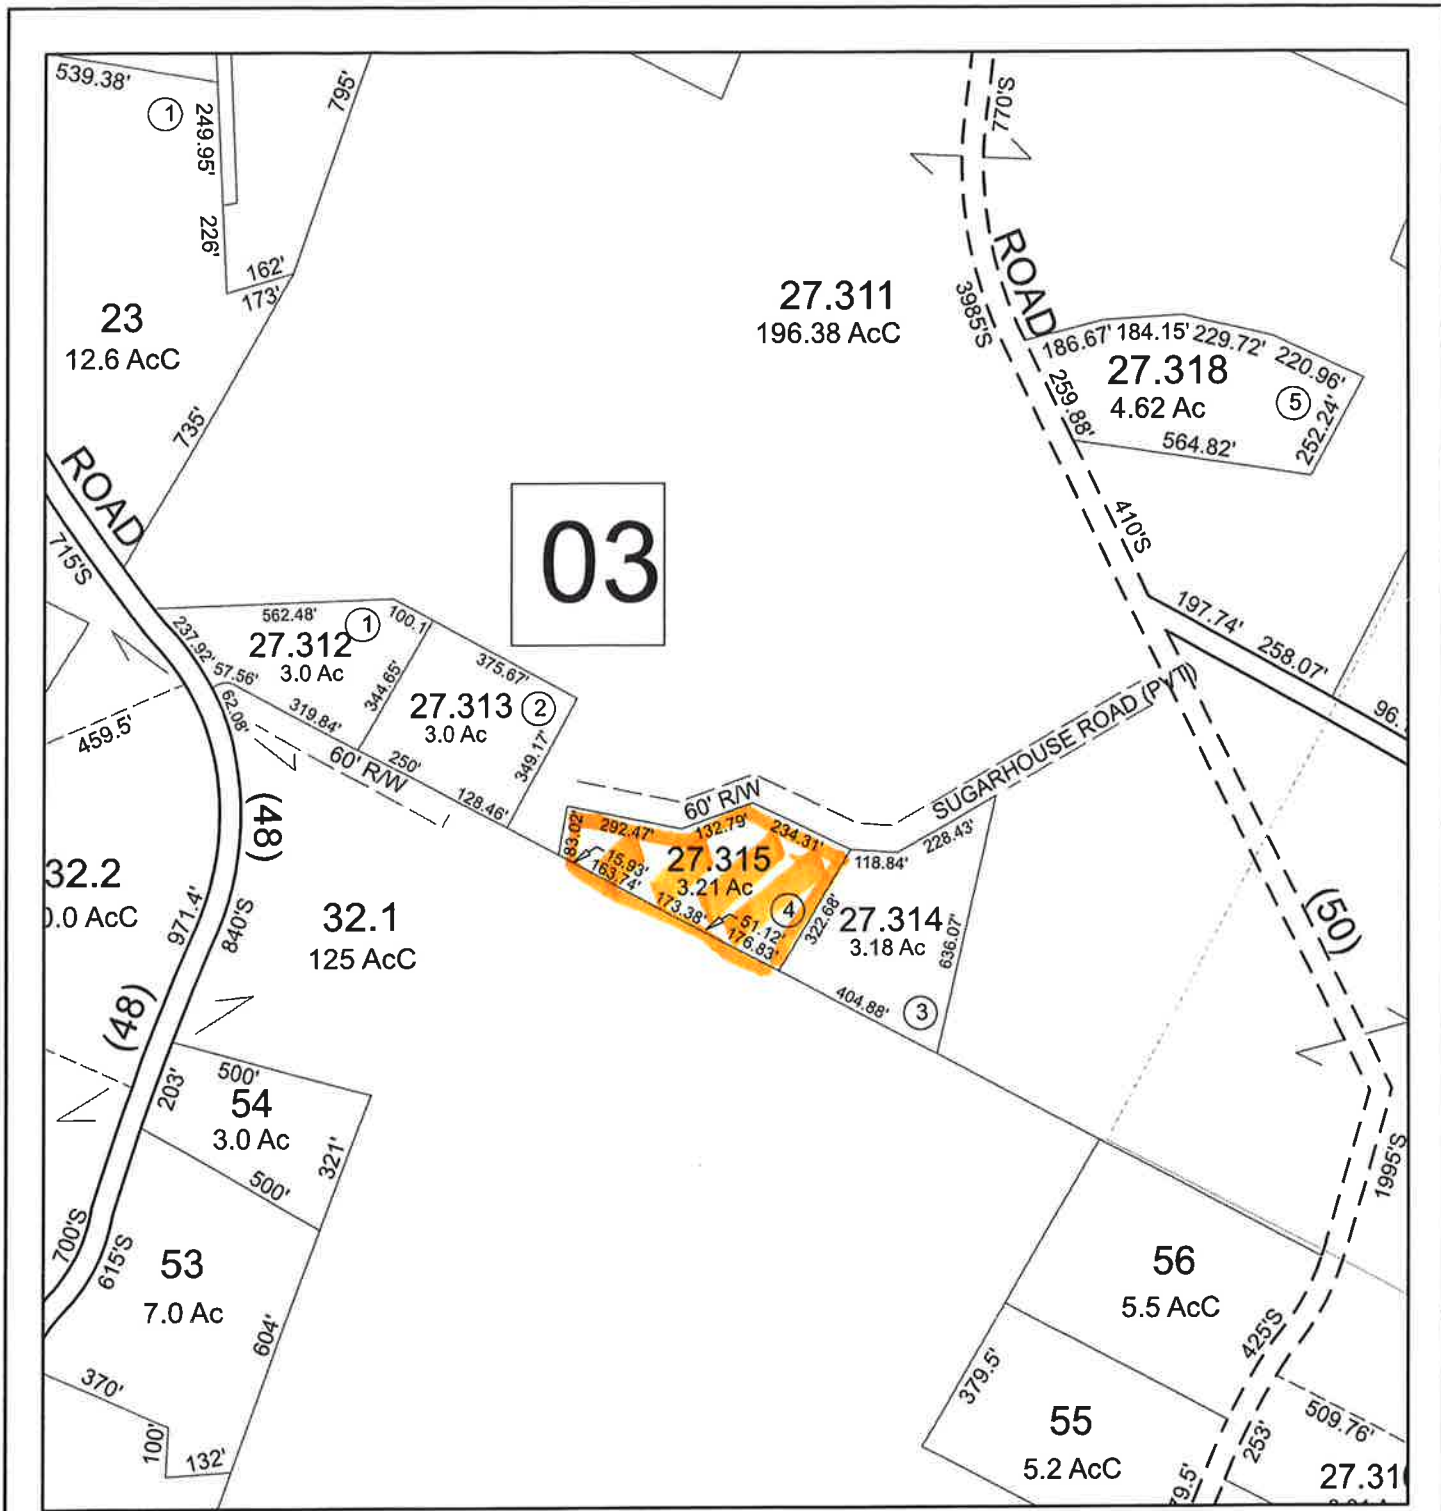 539.38'
1
249.95'
795'
770'S
226'
162'
173'
23
12.6 AcC
27.311
196.38 AcC
3985'S
ROAD
186.67'
184.15'
229.72'
220.96'
27.318
4.62 Ac
5
259.88'
252.24'
564.82'
735'
ROAD
715'S
03
410'S
197.74'
258.07'
562.48'
1
100.1
237.92'
27.312
3.0 Ac
57.56'
344.65'
375.67'
27.313
2
3.0 Ac
62.08'
319.84'
459.5'
60' R/W
250'
349.17'
128.46'
SUGARHOUSE ROAD (PVT)
60' R/W
(48)
83.02'
292.47'
132.79'
234.31'
228.43'
118.84'
15.93'
163.74'
27.315
3.21 Ac
4
173.38'
51.12'
176.83'
322.68'
27.314
3.18 Ac
636.07'
404.88'
3
(50)
32.2
0.0 AcC
971.4'
840'S
32.1
125 AcC
(48)
500'
203'
54
3.0 Ac
321'
500'
1995'S
700'S
615'S
53
7.0 Ac
604'
56
5.5 AcC
425'S
379.5'
370'
100'
132'
55
5.2 AcC
253'
509.76'
79.5'
27.31